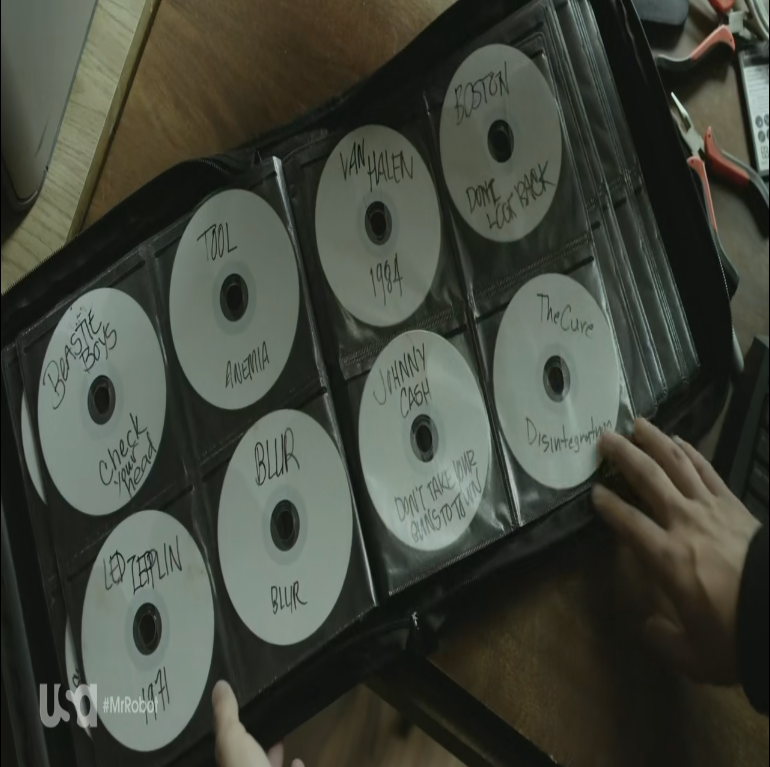 BOSTON
DON'T
LOOK BACK
VAN
HALEN
1984
TOOL
ANEMIA
BEASTIE
BOYS
Check
your
Head
The Cure
Disintegration
JOHNNY
CASH
DON'T TAKE YOUR
GUNS TO TOWN
BLUR
BLUR
LED ZEPPLIN
1971
usa #MrRobot